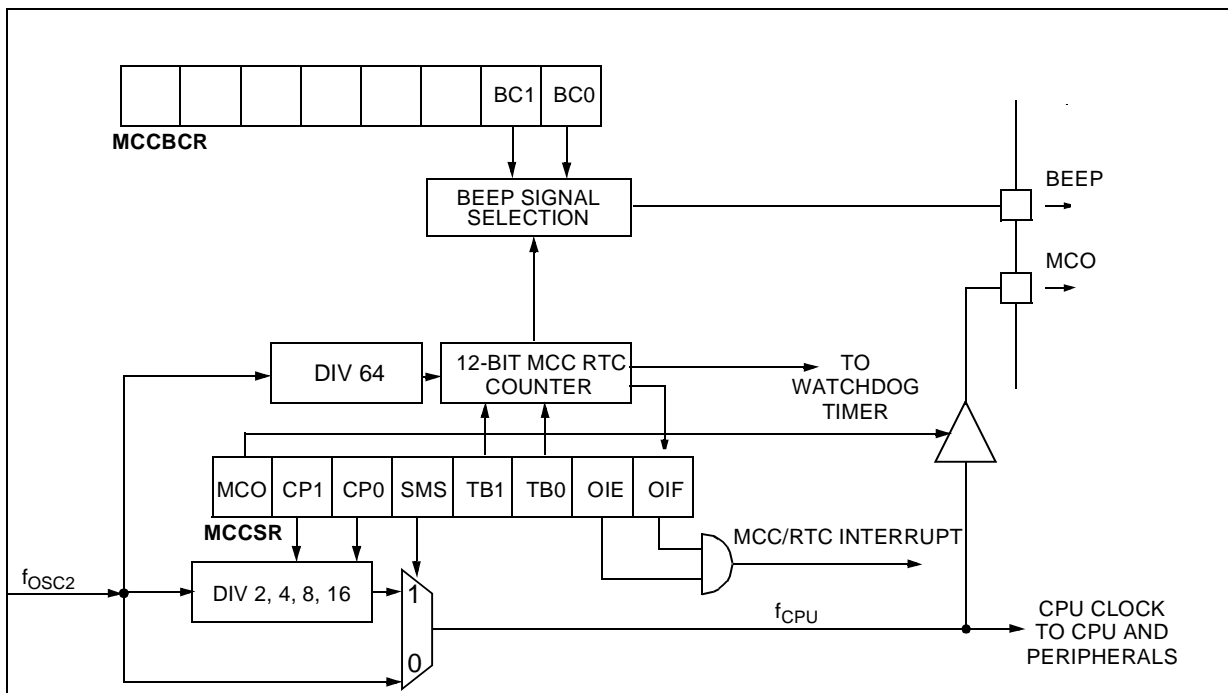 BC1 BC0
MCCBCR
BEEP SIGNAL
SELECTION
BEEP
MCO
DIV 64
12-BIT MCC RTC
COUNTER
TO
WATCHDOG
TIMER
MCO CP1 CP0 SMS TB1 TB0 OIE OIF
MCCSR
MCC/RTC INTERRUPT
fOSC2
DIV 2, 4, 8, 16
1
0
fCPU
CPU CLOCK
TO CPU AND
PERIPHERALS